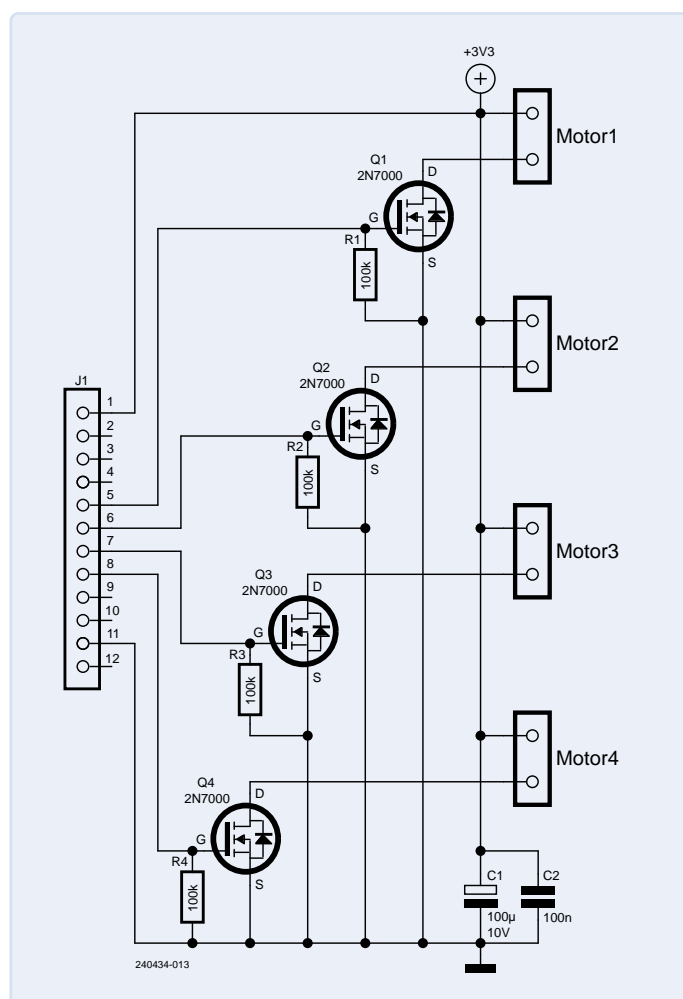 +3V3
Motor1
Q1
2N7000
D
G
R1
100k
S
Motor2
Q2
2N7000
D
J1
1
2
3
4
5
6
7
8
9
10
11
12
G
R2
100k
S
Motor3
Q3
2N7000
D
G
R3
100k
S
Motor4
Q4
2N7000
D
G
R4
100k
S
C1
100µ
10V
C2
100n
240434-013